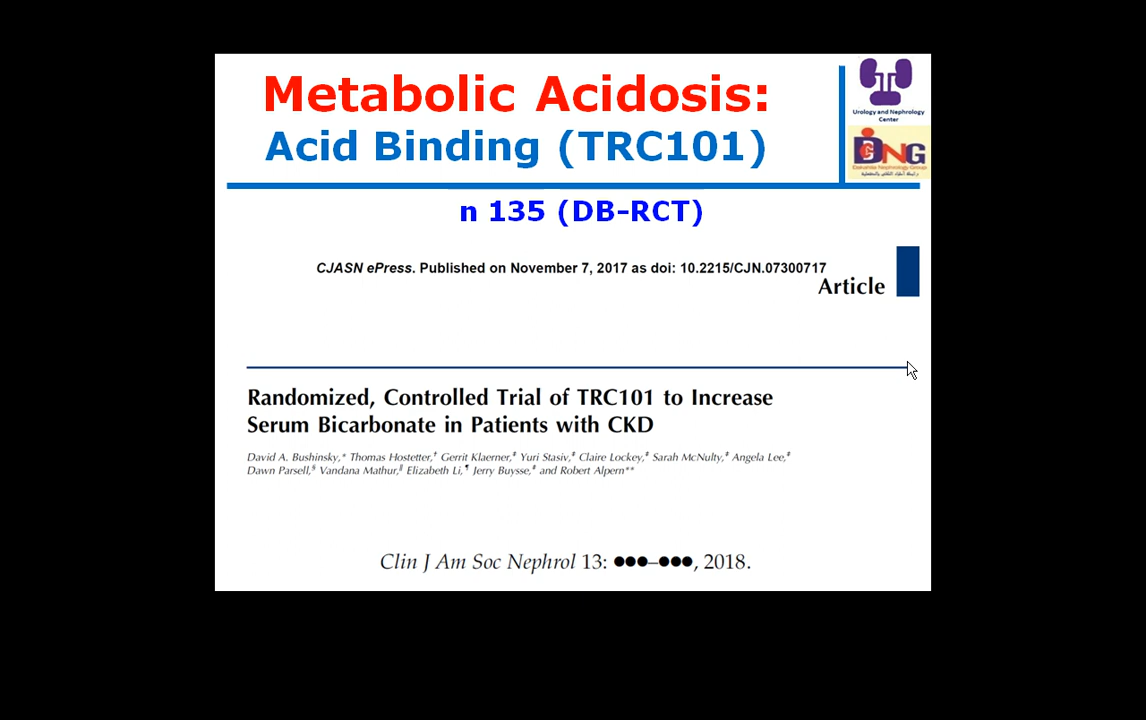 Metabolic Acidosis:
Acid Binding (TRC101)
Urology and Nephrology
Center
n 135 (DB-RCT)
CJASN ePress. Published on November 7, 2017 as doi: 10.2215/CJN.07300717
Article
Randomized, Controlled Trial of TRC101 to Increase
Serum Bicarbonate in Patients with CKD
David A. Bushinsky,* Thomas Hostetter,† Gerrit Klaerner,‡ Yuri Stasiv,‡ Claire Lockey,‡ Sarah McNulty,‡ Angela Lee,‡
Dawn Parsell,§ Vandana Mathur,‖ Elizabeth Li,¶ Jerry Buysse,‡ and Robert Alpern**
Clin J Am Soc Nephrol 13: ●●●–●●●, 2018.